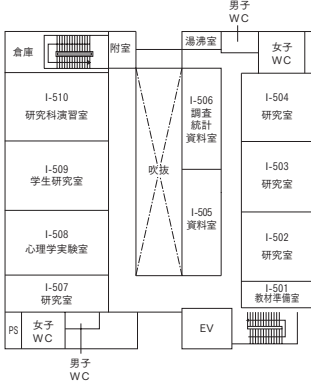 男子
WC
倉庫
附室
湯沸室
女子
WC
I-510
研究科演習室
I-506
調査
統計
資料室
I-504
研究室
I-509
学生研究室
吹抜
I-503
研究室
I-508
心理学実験室
I-505
資料室
I-502
研究室
I-507
研究室
I-501
教材準備室
PS
女子
WC
EV
男子
WC